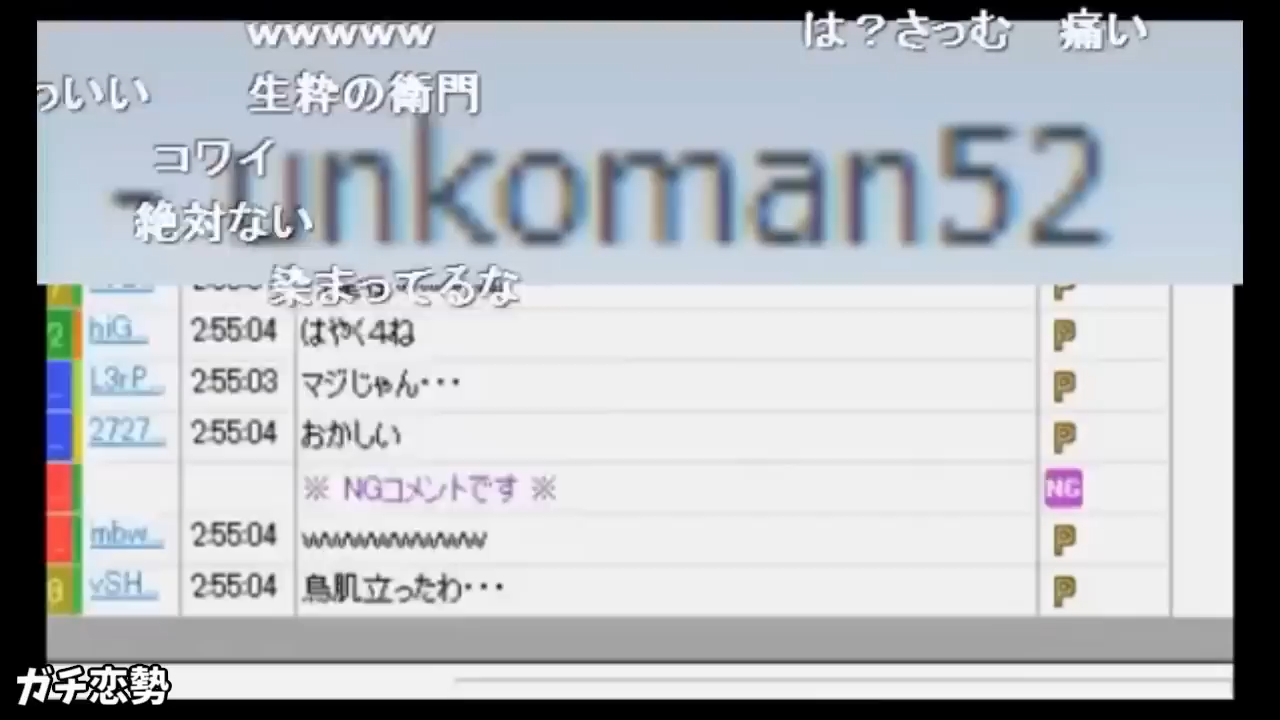 wwwwww
は？さっむ 痛い
わいい 生粋の衛門
コワイ
unkoman52
絶対ない
染まってるな
hiG... 2:55:04 はやく4ね P
L3rP... 2:55:03 マジじゃん･･･ P
2727... 2:55:04 おかしい P
※ NGコメントです ※ NG
mbw... 2:55:04 wwwwwwwwww P
vSH... 2:55:04 鳥肌立ったわ･･･ P
ガチ恋勢